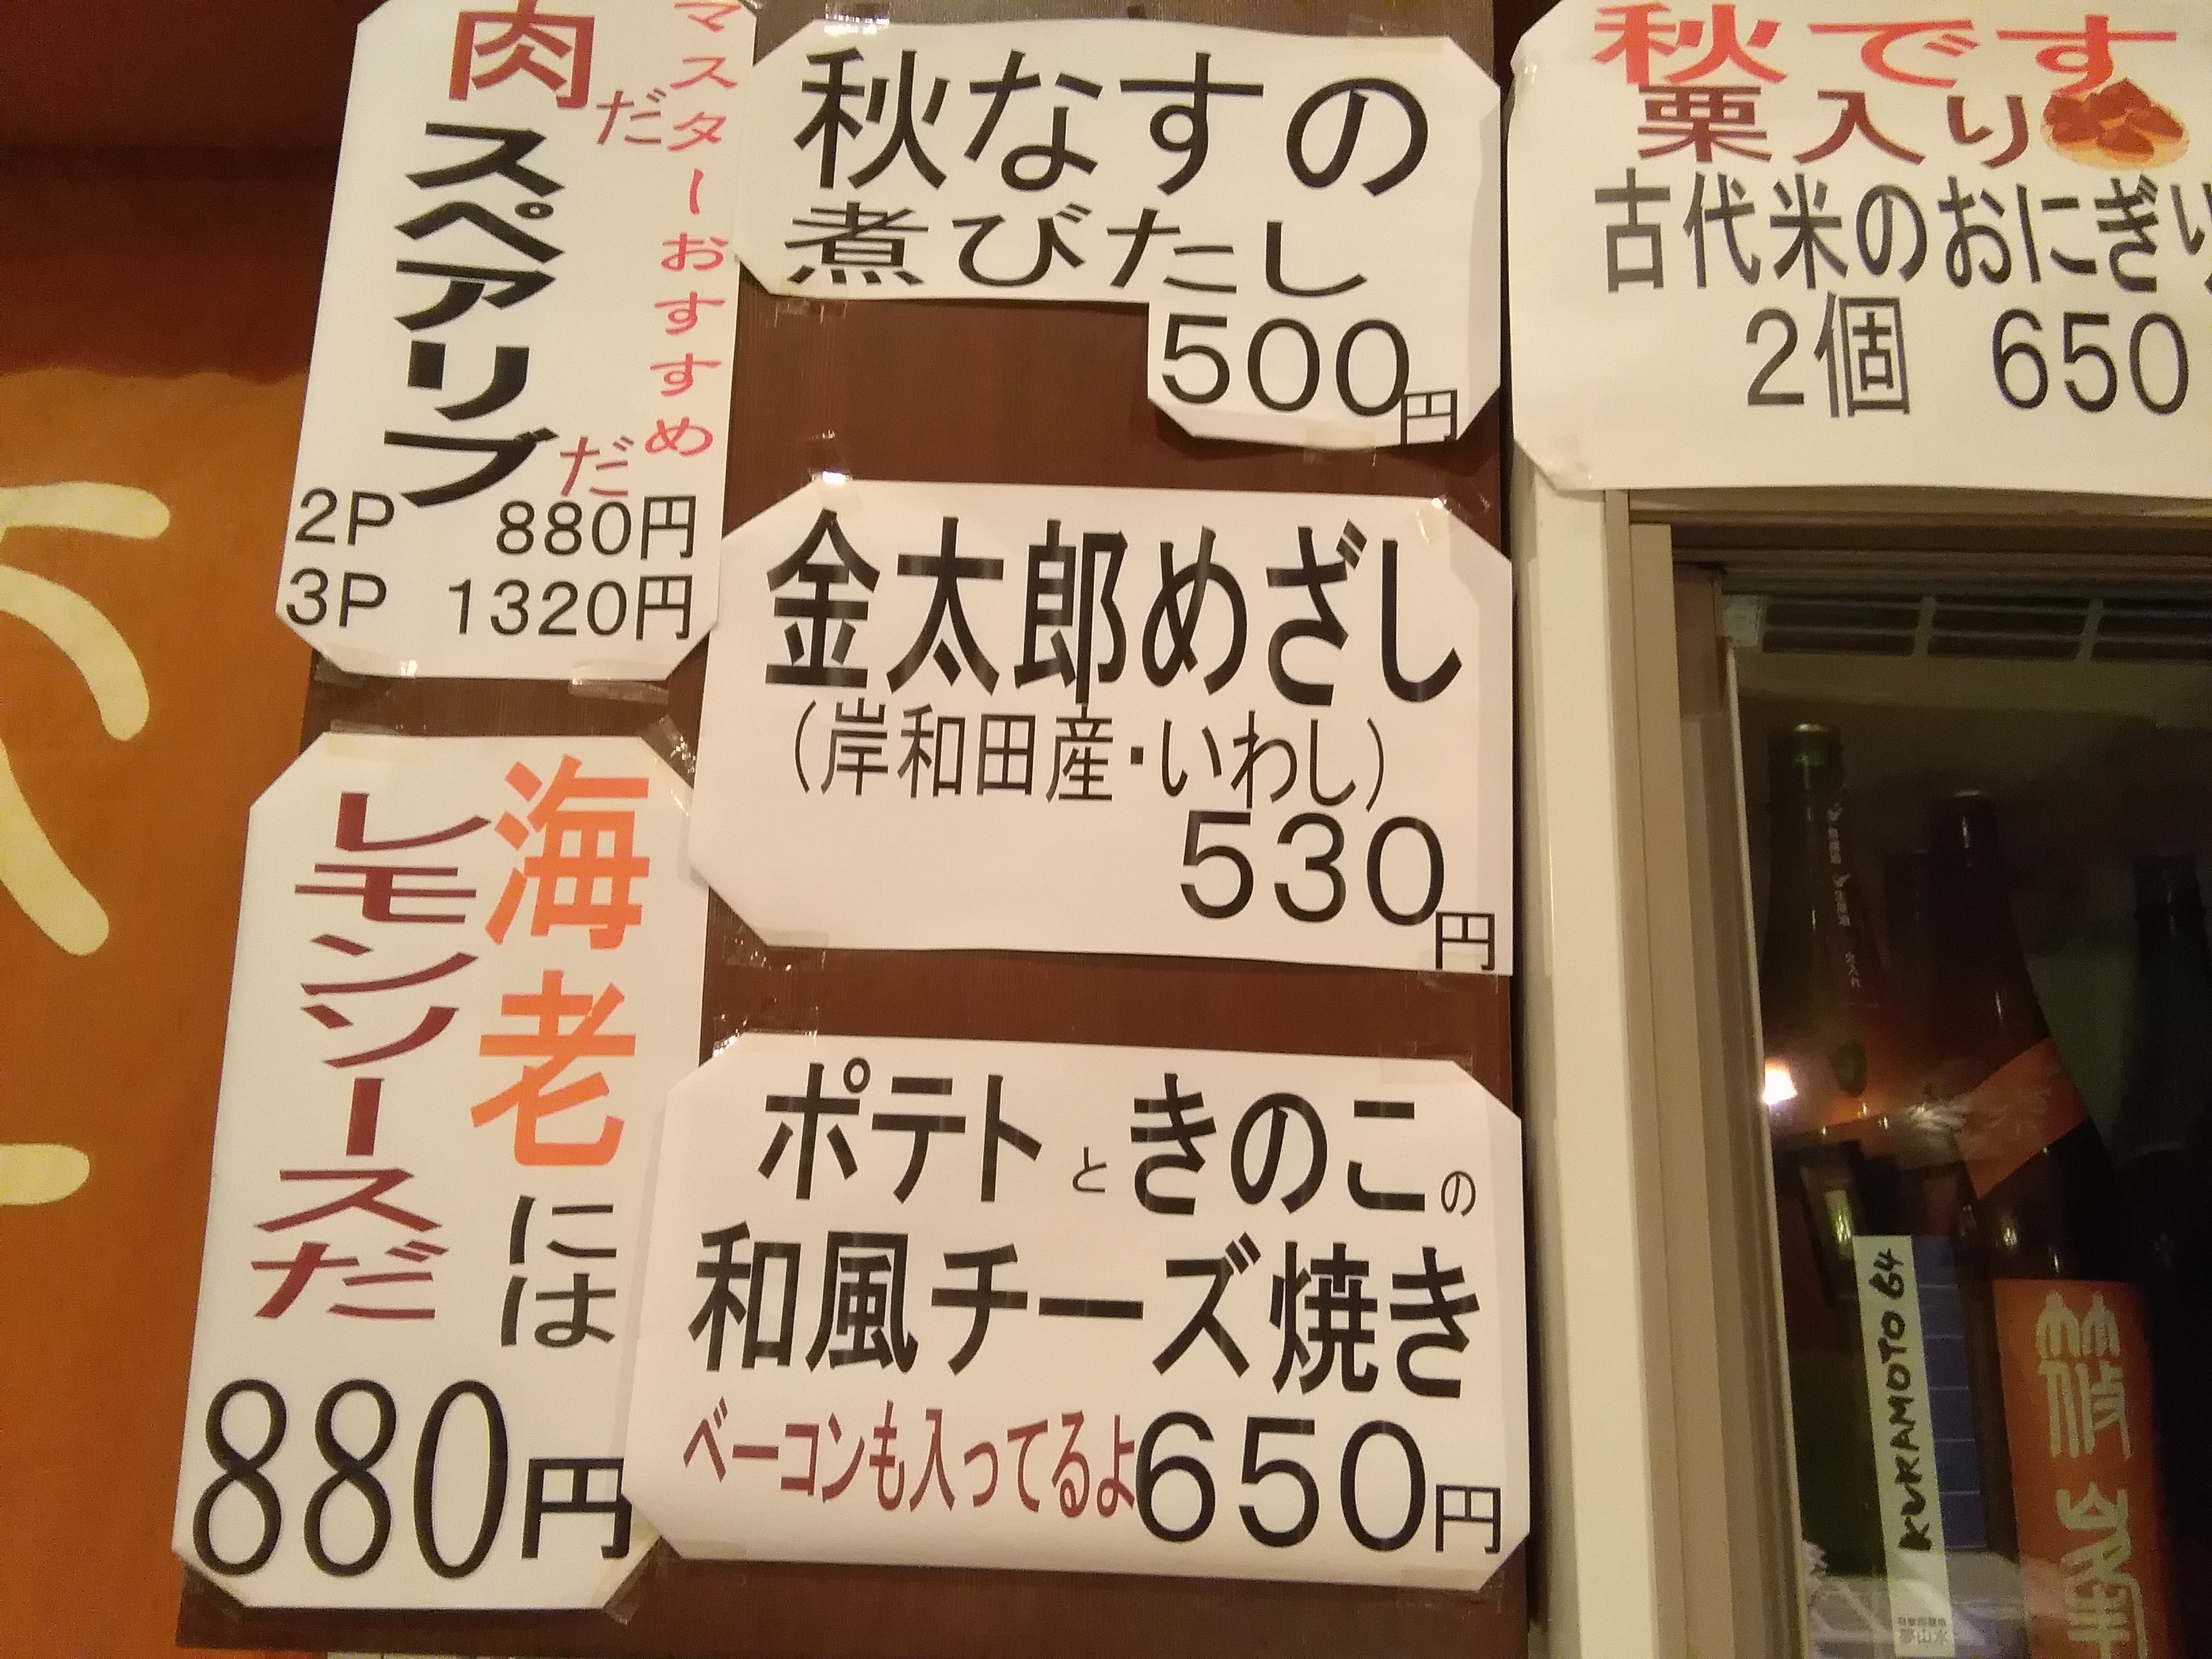 マスターおすすめ
肉だ
スペアリブだ
2P 880円
3P 1320円
海老には
レモンソースだ
880円
秋なすの
煮びたし
500円
金太郎めざし
(岸和田産・いわし)
530円
ポテトときのこの
和風チーズ焼き
ベーコンも入ってるよ650円
秋です
栗入り
古代米のおにぎり
2個 650
KURAMOTO 64